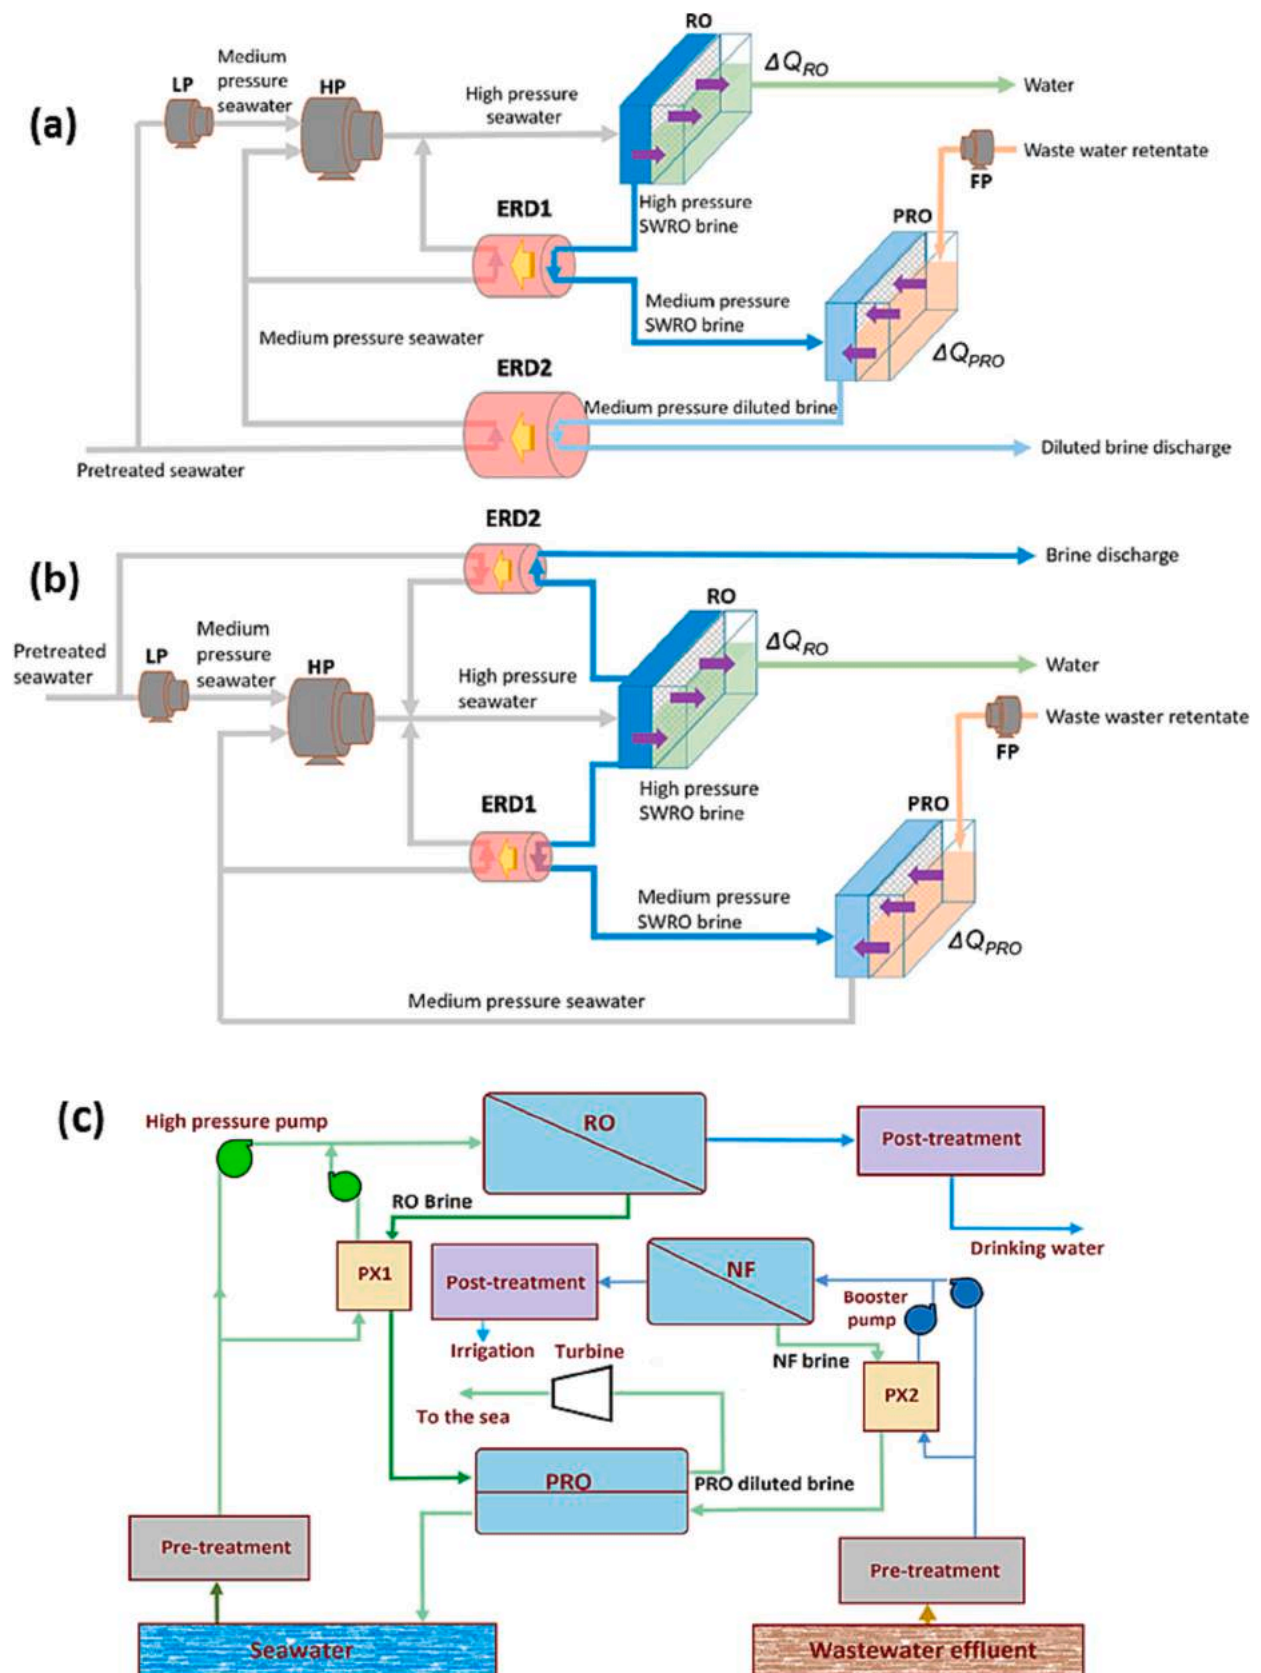 (a)
LP
Medium
pressure
seawater
HP
High pressure
seawater
RO
ΔQRO
Water
Waste water retentate
FP
High pressure
SWRO brine
PRO
ERD1
Medium pressure
SWRO brine
Medium pressure seawater
ΔQPRO
ERD2
Medium pressure diluted brine
Pretreated seawater
Diluted brine discharge
(b)
ERD2
Brine discharge
RO
Pretreated
seawater
LP
Medium
pressure
seawater
HP
High pressure
seawater
ΔQRO
Water
Waste waster retentate
FP
High pressure
SWRO brine
ERD1
PRO
Medium pressure
SWRO brine
ΔQPRO
Medium pressure seawater
(c)
High pressure pump
RO
Post-treatment
RO Brine
Drinking water
PX1
Post-treatment
NF
Booster
pump
Irrigation
Turbine
NF brine
PX2
To the sea
PRO
PRO diluted brine
Pre-treatment
Pre-treatment
Seawater
Wastewater effluent